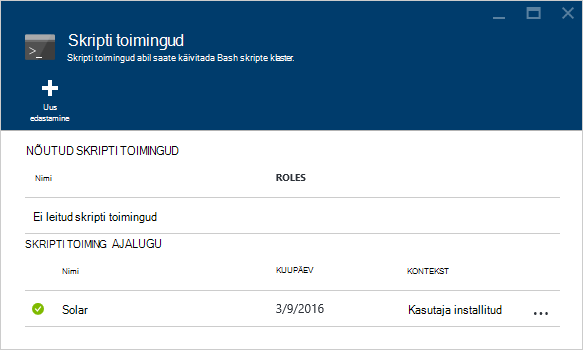 Skripti toimingud
Skripti toimingud abil saate käivitada Bash skripte klaster.
Uus
edastamine
NÕUTUD SKRIPTI TOIMINGUD
Nimi ROLES
Ei leitud skripti toimingud
SKRIPTI TOIMING AJALUGU
Nimi KUUPÄEV KONTEKST
Solar 3/9/2016 Kasutaja installitud ...